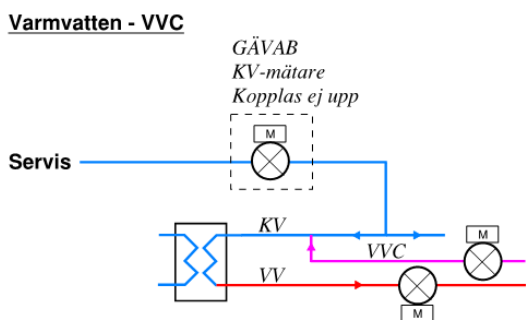 Varmvatten - VVC
GÄVAB
KV-mätare
Kopplas ej upp
M
Servis
KV
M
VVC
VV
M